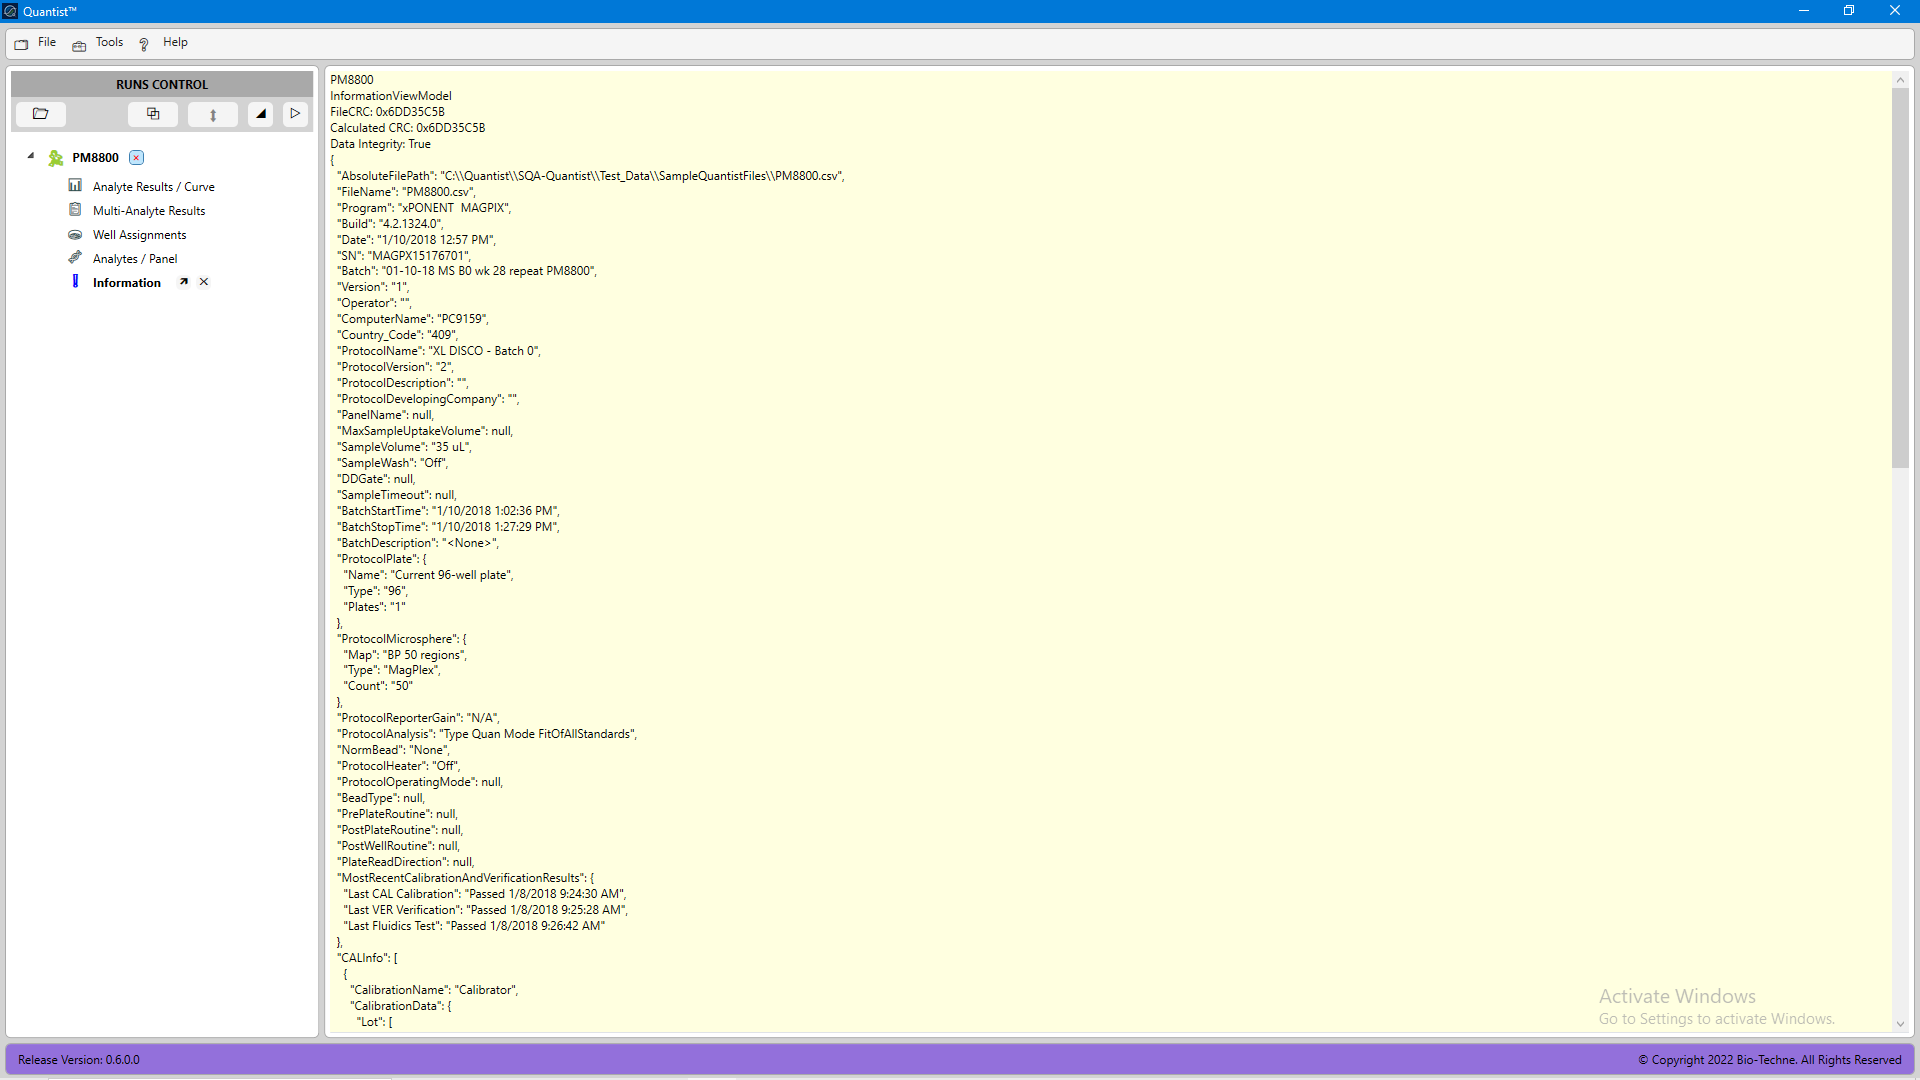 Quantist™
File Tools Help
RUNS CONTROL
PM8800
Analyte Results / Curve
Multi-Analyte Results
Well Assignments
Analytes / Panel
Information
PM8800
InformationViewModel
FileCRC: 0x6DD35C5B
Calculated CRC: 0x6DD35C5B
Data Integrity: True
{
"AbsoluteFilePath": "C:\\Quantist\\SQA-Quantist\\Test_Data\\SampleQuantistFiles\\PM8800.csv",
"FileName": "PM8800.csv",
"Program": "xPONENT  MAGPIX",
"Build": "4.2.1324.0",
"Date": "1/10/2018 12:57 PM",
"SN": "MAGPX15176701",
"Batch": "01-10-18 MS B0 wk 28 repeat PM8800",
"Version": "1",
"Operator": "",
"ComputerName": "PC9159",
"Country_Code": "409",
"ProtocolName": "XL DISCO - Batch 0",
"ProtocolVersion": "2",
"ProtocolDescription": "",
"ProtocolDevelopingCompany": "",
"PanelName": null,
"MaxSampleUptakeVolume": null,
"SampleVolume": "35 uL",
"SampleWash": "Off",
"DDGate": null,
"SampleTimeout": null,
"BatchStartTime": "1/10/2018 1:02:36 PM",
"BatchStopTime": "1/10/2018 1:27:29 PM",
"BatchDescription": "<None>",
"ProtocolPlate": {
"Name": "Current 96-well plate",
"Type": "96",
"Plates": "1"
},
"ProtocolMicrosphere": {
"Map": "BP 50 regions",
"Type": "MagPlex",
"Count": "50"
},
"ProtocolReporterGain": "N/A",
"ProtocolAnalysis": "Type Quan Mode FitOfAllStandards",
"NormBead": "None",
"ProtocolHeater": "Off",
"ProtocolOperatingMode": null,
"BeadType": null,
"PrePlateRoutine": null,
"PostPlateRoutine": null,
"PostWellRoutine": null,
"PlateReadDirection": null,
"MostRecentCalibrationAndVerificationResults": {
"Last CAL Calibration": "Passed 1/8/2018 9:24:30 AM",
"Last VER Verification": "Passed 1/8/2018 9:25:28 AM",
"Last Fluidics Test": "Passed 1/8/2018 9:26:42 AM"
},
"CALInfo": [
{
"CalibrationName": "Calibrator",
"CalibrationData": {
"Lot": [
Activate Windows
Go to Settings to activate Windows.
Release Version: 0.6.0.0
© Copyright 2022 Bio-Techne. All Rights Reserved